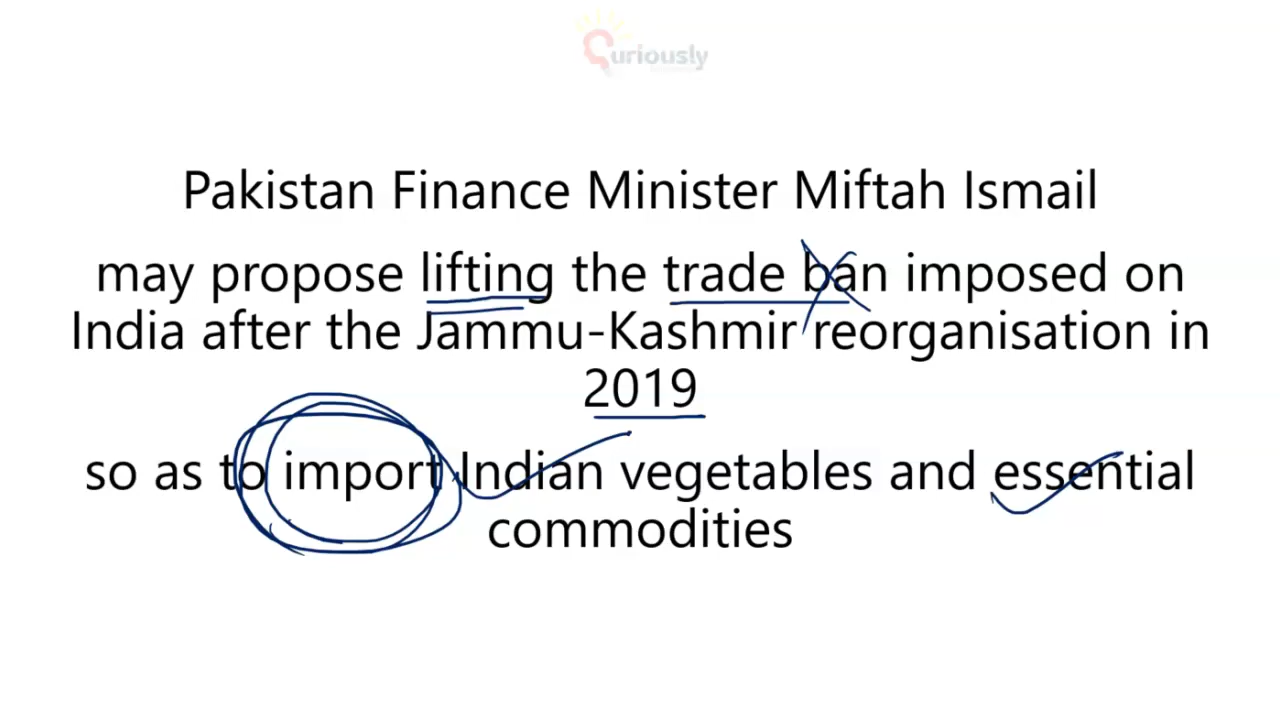 Curiously
Pakistan Finance Minister Miftah Ismail
may propose lifting the trade ban imposed on
India after the Jammu-Kashmir reorganisation in
2019
so as to import Indian vegetables and essential
commodities